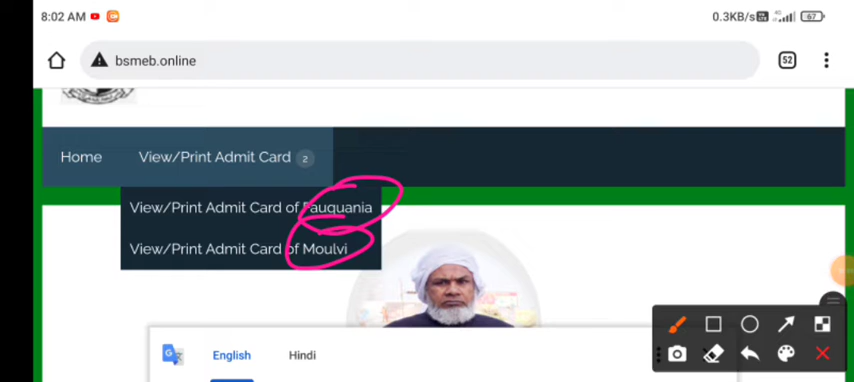 8:02 AM
0.3KB/s 4G 67
bsmeb.online 52
Home View/Print Admit Card 2
View/Print Admit Card of Fauquania
View/Print Admit Card of Moulvi
English Hindi